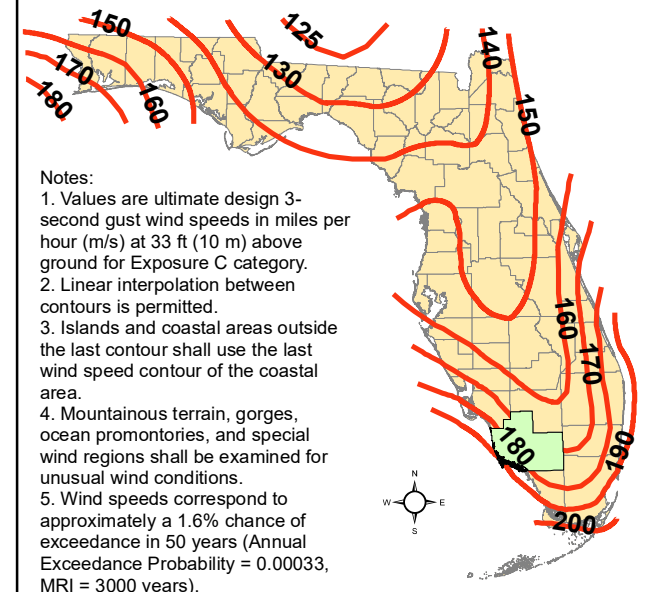 150
125
140
130
170
180
160
150
Notes:
1. Values are ultimate design 3-
second gust wind speeds in miles per
hour (m/s) at 33 ft (10 m) above
ground for Exposure C category.
2. Linear interpolation between
contours is permitted.
3. Islands and coastal areas outside
the last contour shall use the last
wind speed contour of the coastal
area.
4. Mountainous terrain, gorges,
ocean promontories, and special
wind regions shall be examined for
unusual wind conditions.
5. Wind speeds correspond to
approximately a 1.6% chance of
exceedance in 50 years (Annual
Exceedance Probability = 0.00033,
MRI = 3000 years).
160
170
180
190
200
N
W E
S